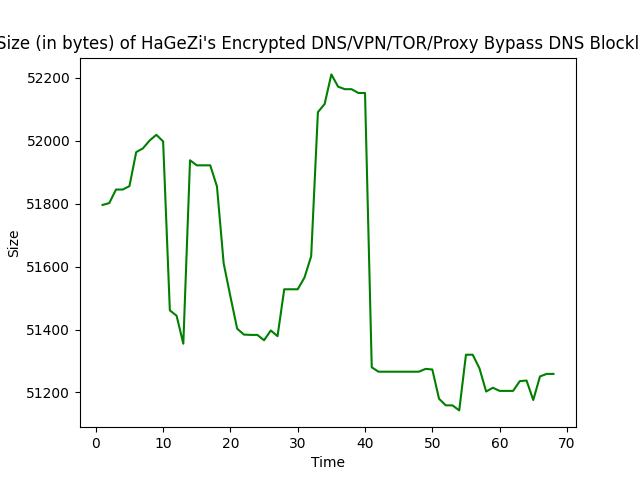 Size (in bytes) of HaGeZi's Encrypted DNS/VPN/TOR/Proxy Bypass DNS Blockl
52200
52000
51800
51600
51400
51200
Size
0 10 20 30 40 50 60 70
Time